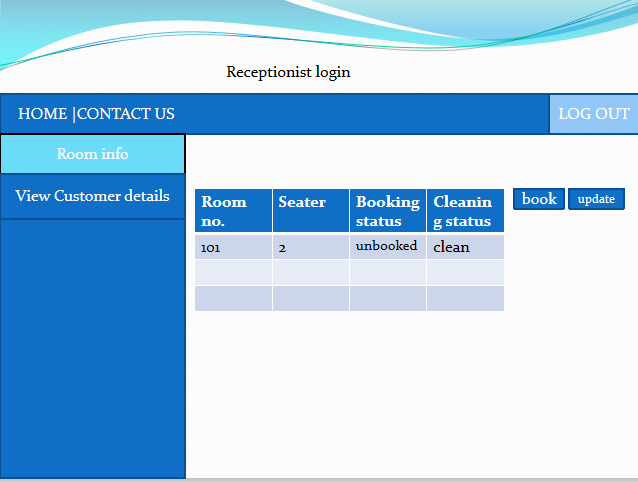 Receptionist login
HOME |CONTACT US
LOG OUT
Room info
View Customer details
Room no. Seater Booking status Cleanin
g status
book
update
101 2 unbooked clean